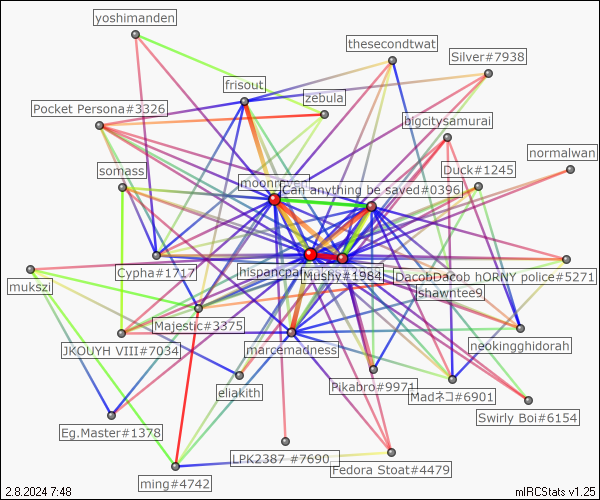 yoshimanden
thesecondtwat
Silver#7938
frisout
zebula
Pocket Persona#3326
bigcitysamurai
normalwan
somass
Duck#1245
Can anything be saved#0396
Cypha#1717
hispancpa
Mushy#1984
DacobDacob hORNY police#5271
mukszi
shawntee9
Majestic#3375
JKOUYH VIII#7034
marcemadness
neokingghidorah
eliakith
Pikabro#9971
Madネコ#6901
Swirly Boi#6154
Eg.Master#1378
LPK2387 #7690
Fedora Stoat#4479
ming#4742
2.8.2024 7:48
mIRCStats v1.25